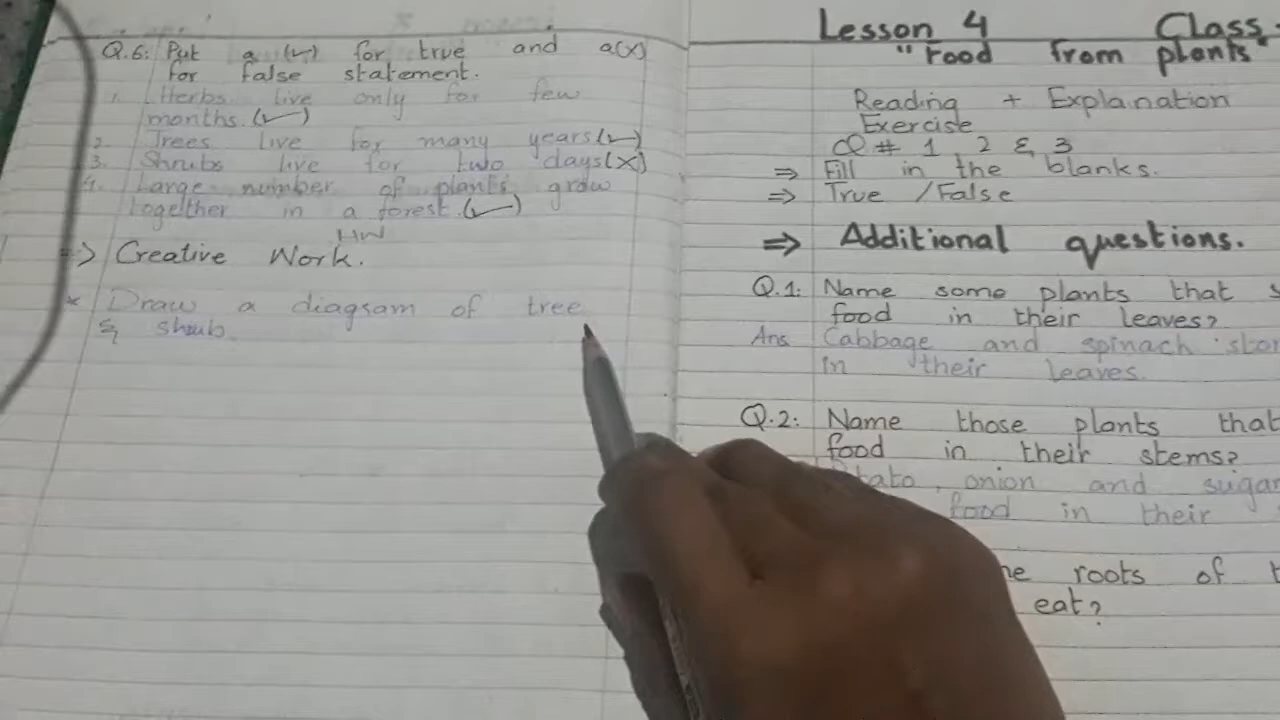 Q.6: Put a (✓) for true and a(x)
for false statement.
1. Herbs live only for few
months.(✓)
2. Trees live for many years(✓)
3. Shrubs live for two days(x)
4. Large number of plants grow
together in a forest.(✓)
HW
=> Creative Work.
* Draw a diagsam of tree
& shrub.
Lesson 4 Class
"Food from plants"
Reading + Explanation
Exercise
Q # 1, 2 & 3
=> Fill in the blanks.
=> True / False
=> Additional questions.
Q.1: Name some plants that s
food in their leaves?
Ans Cabbage and spinach stor
in their leaves.
Q.2: Name those plants that
food in their stems?
Potato, onion and sugar
food in their
roots of
eat?